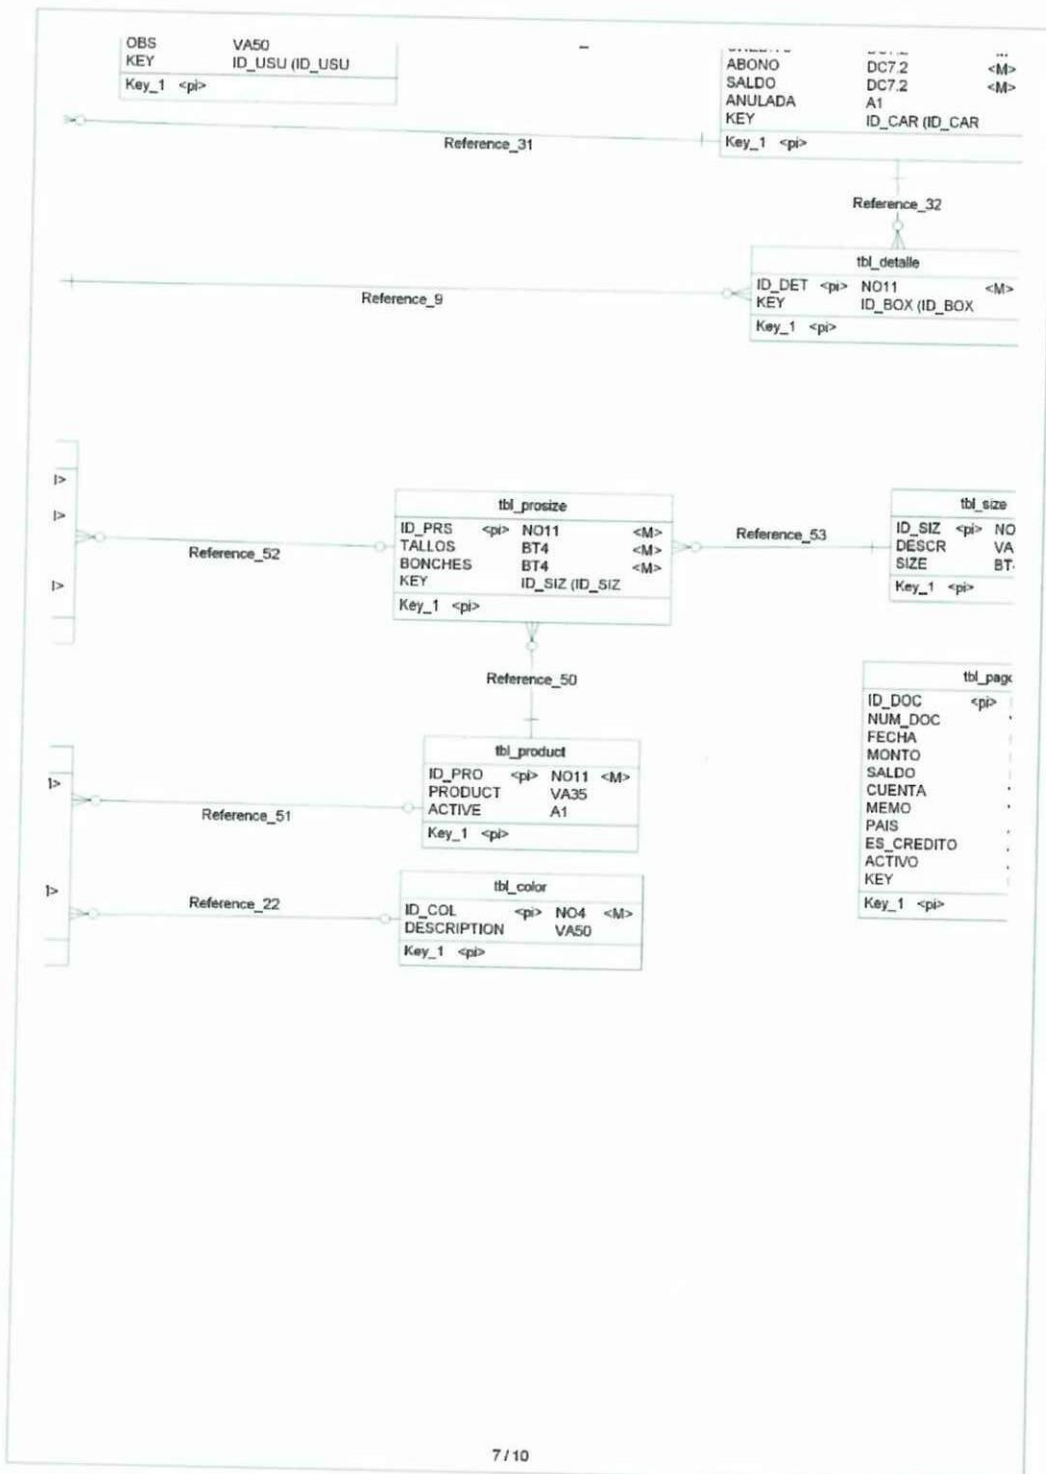 OBS VA50
KEY ID_USU (ID_USU
Key_1 <pi>
ABONO DC7.2 <M>
SALDO DC7.2 <M>
ANULADA A1
KEY ID_CAR (ID_CAR
Key_1 <pi>
Reference_31
Reference_32
tbl_detalle
ID_DET <pi> NO11 <M>
KEY ID_BOX (ID_BOX
Key_1 <pi>
Reference_9
tbl_prosize
ID_PRS <pi> NO11 <M>
TALLOS BT4 <M>
BONCHES BT4 <M>
KEY ID_SIZ (ID_SIZ
Key_1 <pi>
Reference_52
Reference_53
tbl_size
ID_SIZ <pi> NO
DESCR VA
SIZE BT
Key_1 <pi>
Reference_50
tbl_product
ID_PRO <pi> NO11 <M>
PRODUCT VA35
ACTIVE A1
Key_1 <pi>
Reference_51
tbl_pago
ID_DOC <pi>
NUM_DOC
FECHA
MONTO
SALDO
CUENTA
MEMO
PAIS
ES_CREDITO
ACTIVO
KEY
Key_1 <pi>
Reference_22
tbl_color
ID_COL <pi> NO4 <M>
DESCRIPTION VA50
Key_1 <pi>
7 / 10